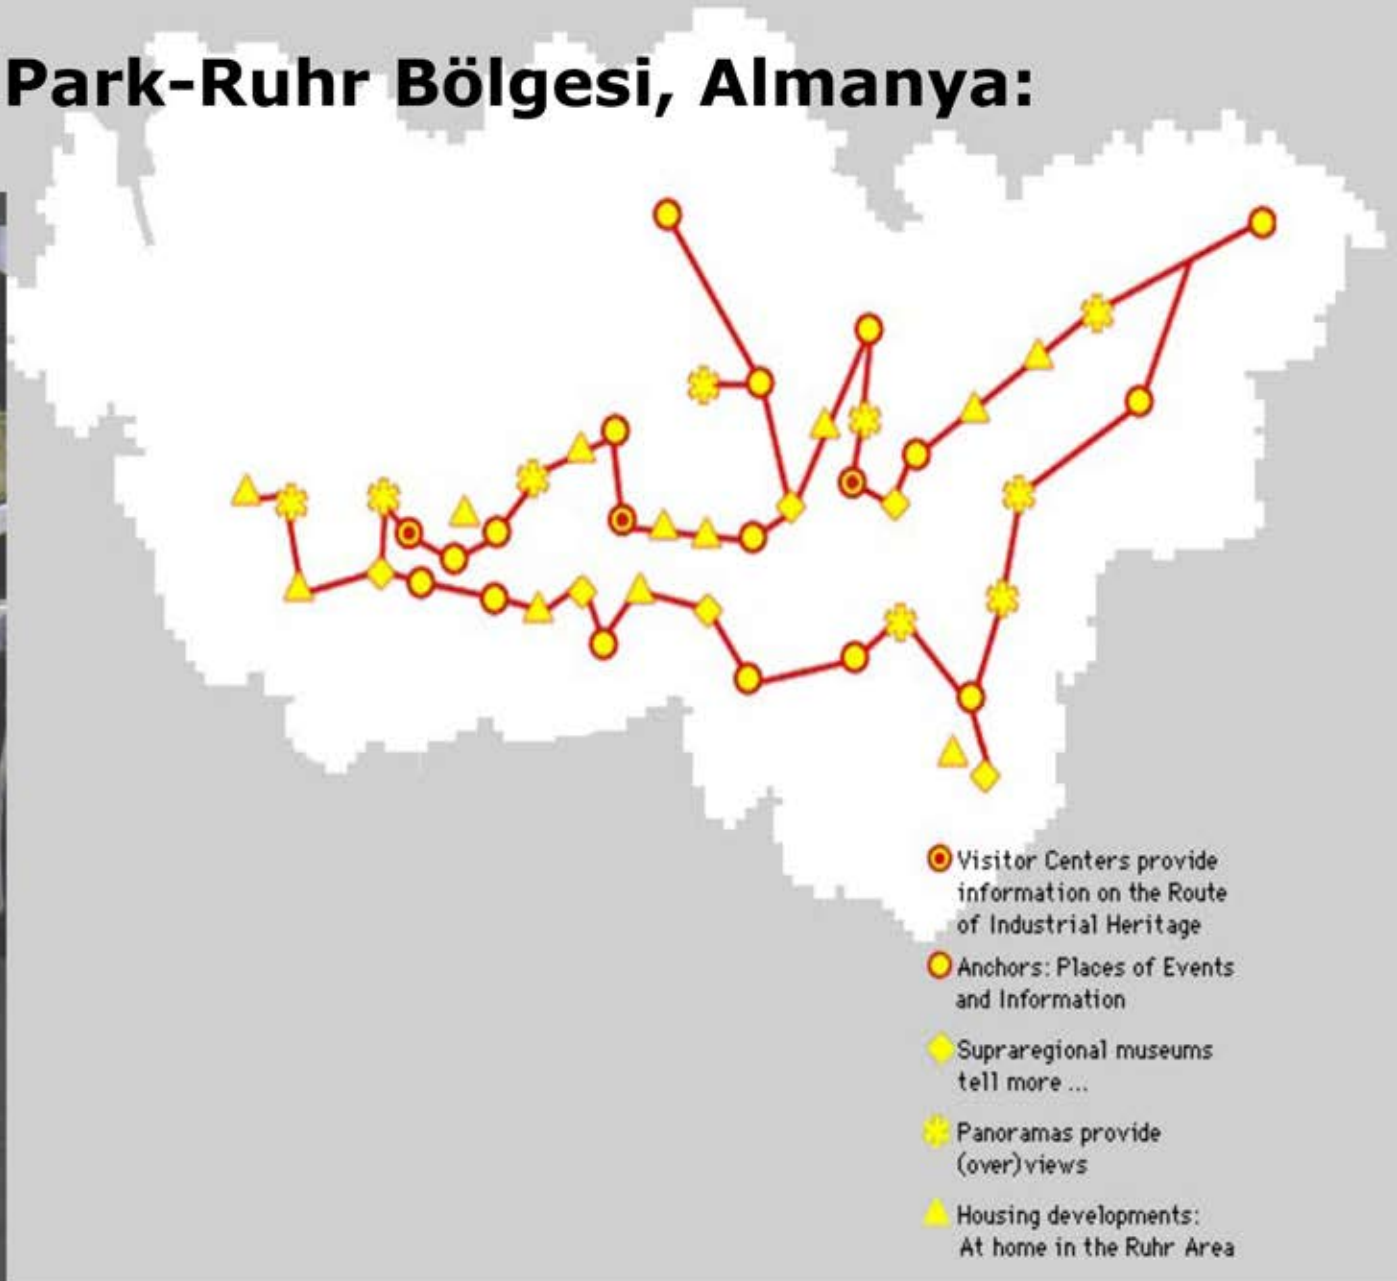 Park-Ruhr Bölgesi, Almanya:
Visitor Centers provide
information on the Route
of Industrial Heritage
Anchors: Places of Events
and Information
Supraregional museums
tell more ...
Panoramas provide
(over)views
Housing developments:
At home in the Ruhr Area